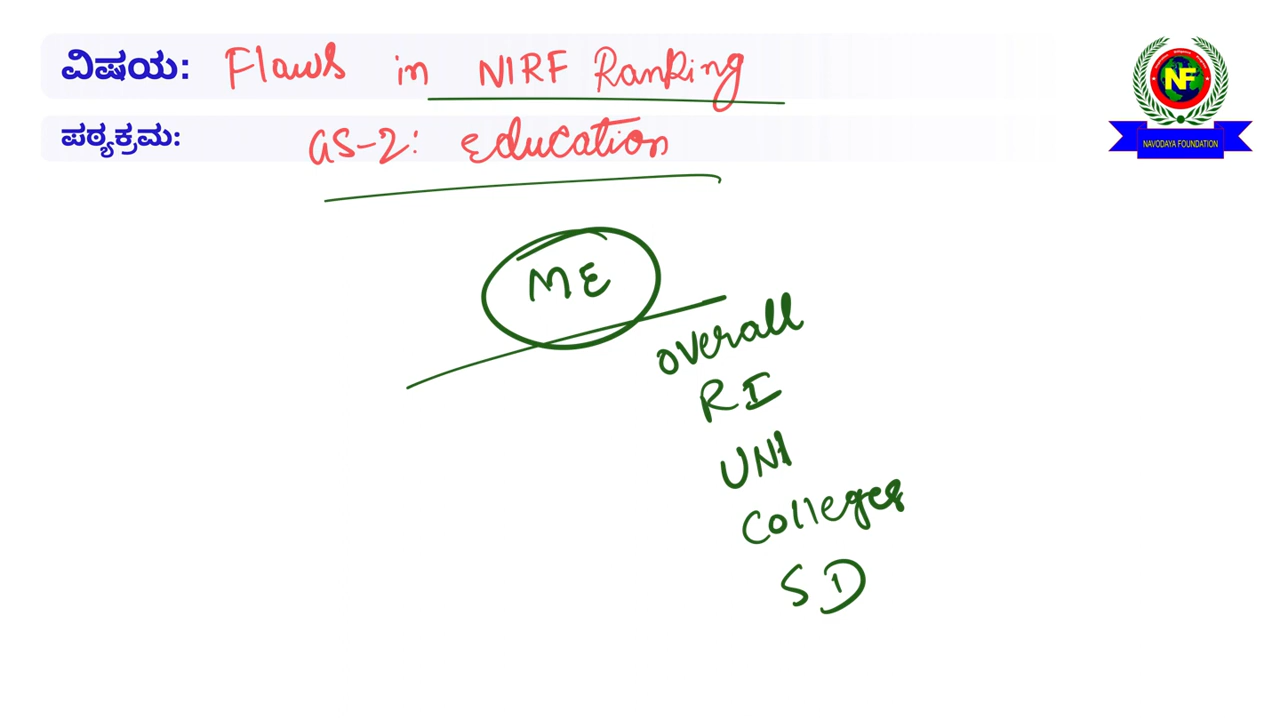 ವಿಷಯ: Flaws in NIRF Ranking
ಪಠ್ಯಕ್ರಮ: GS-2: Education
NF
NAVODAYA FOUNDATION
ME
overall
RI
UNI
Colleges
SD